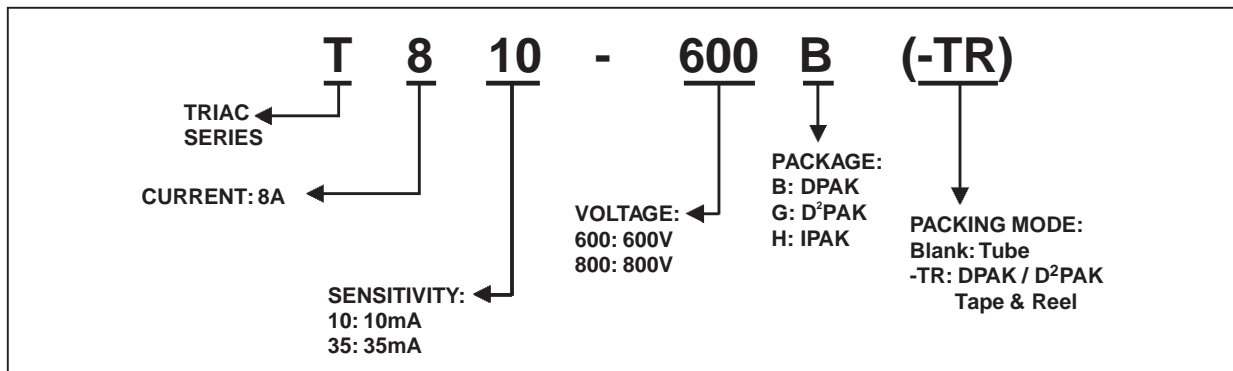 T 8 10 - 600 B (-TR)
TRIAC
SERIES
CURRENT: 8A
SENSITIVITY:
10: 10mA
35: 35mA
VOLTAGE:
600: 600V
800: 800V
PACKAGE:
B: DPAK
G: D²PAK
H: IPAK
PACKING MODE:
Blank: Tube
-TR: DPAK / D²PAK
Tape & Reel